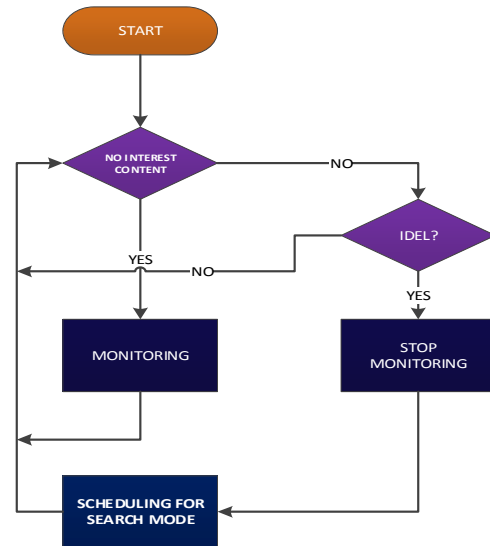 START
NO INTEREST
CONTENT
NO
IDEL?
YES
NO
YES
MONITORING
STOP
MONITORING
SCHEDULING FOR
SEARCH MODE